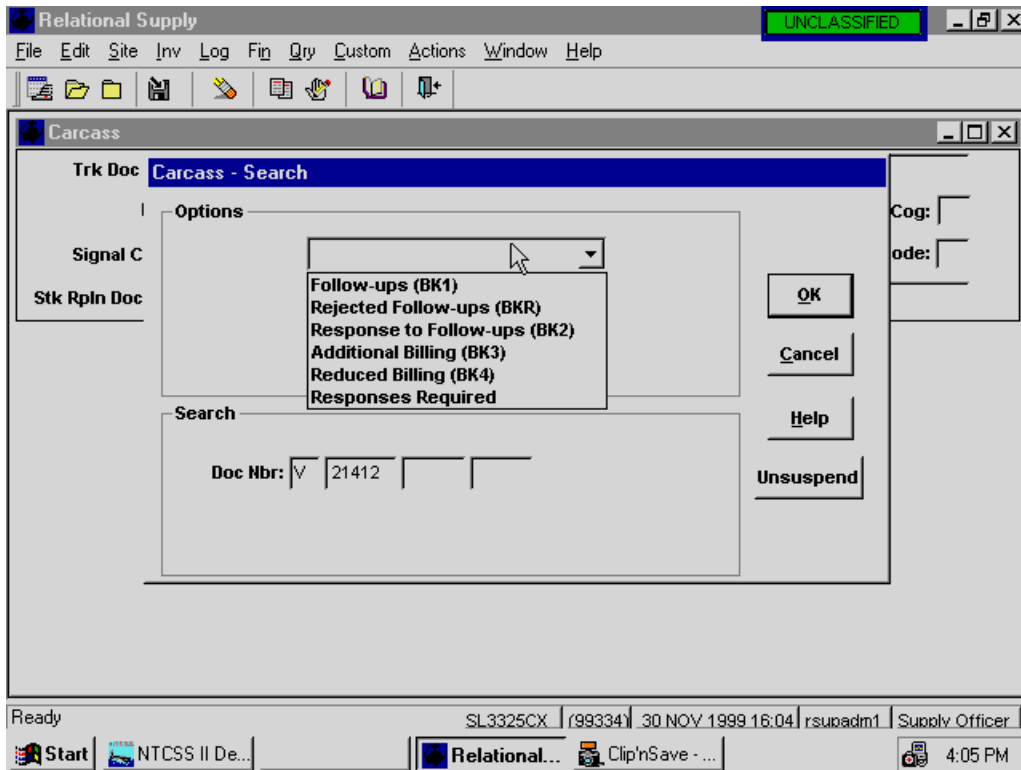 Relational Supply
UNCLASSIFIED
File Edit Site Inv Log Fin Qry Custom Actions Window Help
Carcass
Trk Doc
Carcass - Search
Options
Cog:
Signal C
ode:
Follow-ups (BK1)
Stk Rpln Doc
OK
Rejected Follow-ups (BKR)
Response to Follow-ups (BK2)
Additional Billing (BK3)
Cancel
Reduced Billing (BK4)
Responses Required
Search
Help
Doc Nbr: V 21412
Unsuspend
Ready SL3325CX (99334) 30 NOV 1999 16:04 rsupadm1 Supply Officer
Start NTCSS II De... Relational... Clip'nSave - ... 4:05 PM